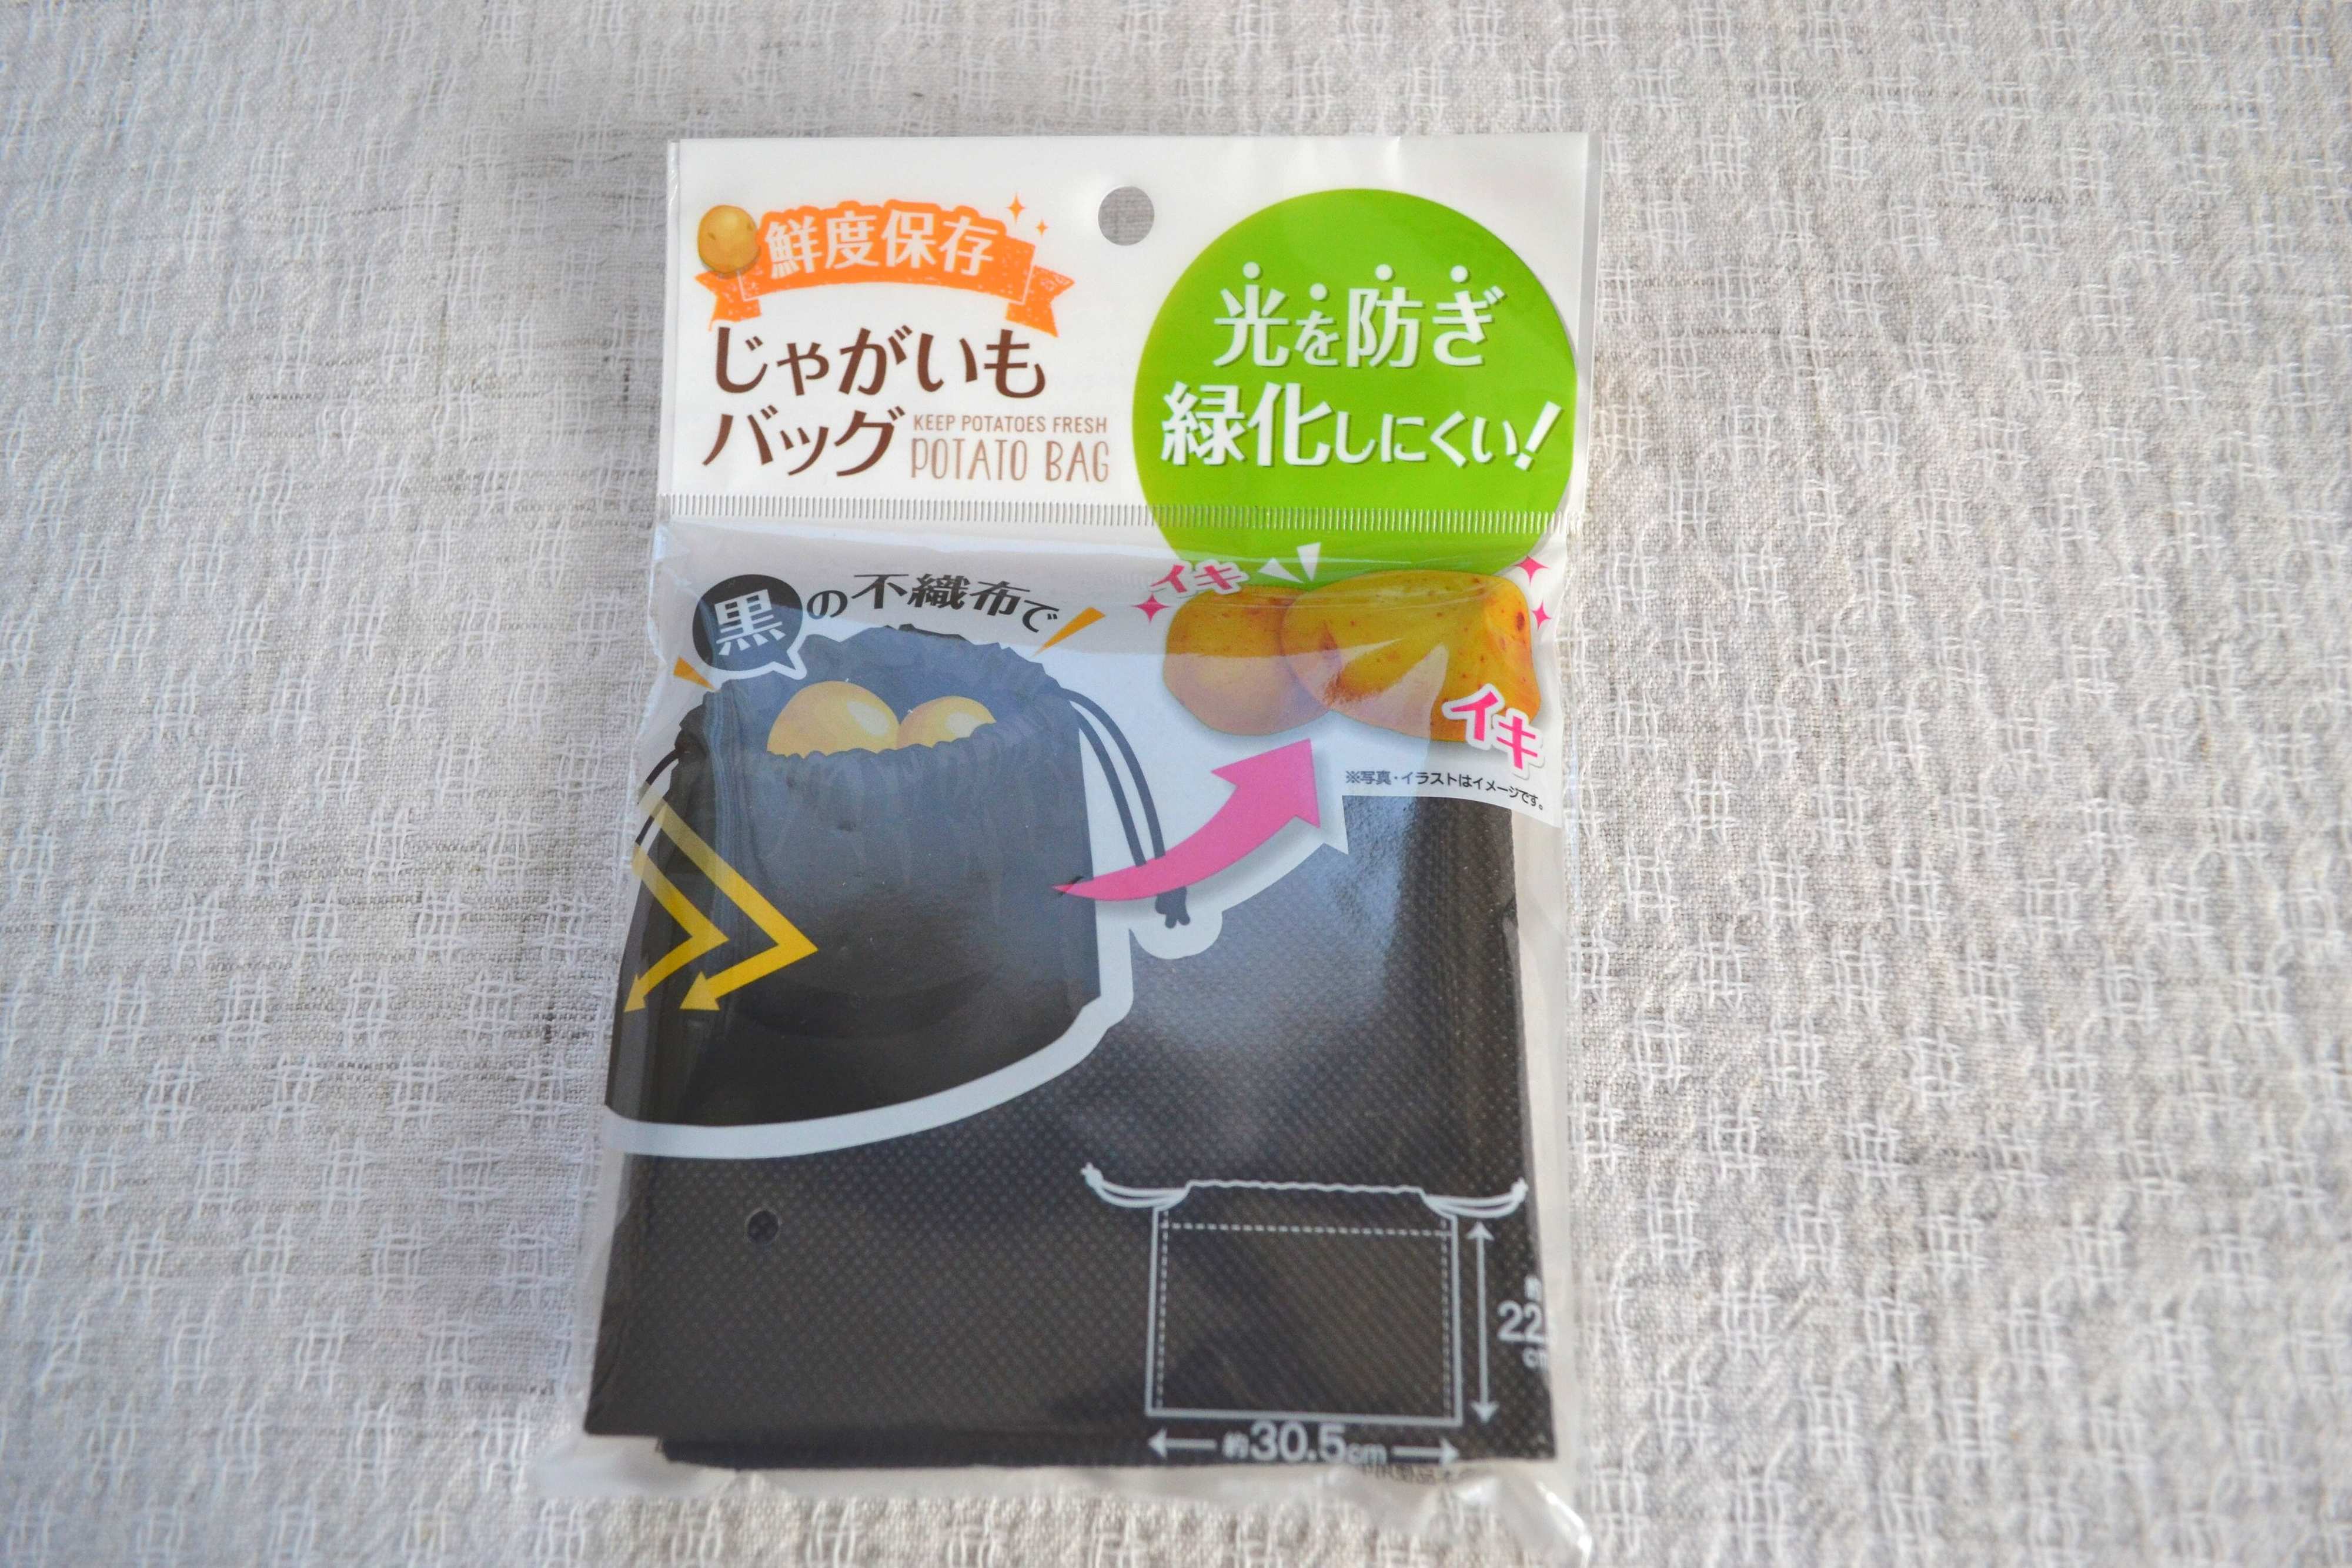 鮮度保存
じゃがいも
バッグ
KEEP POTATOES FRESH
POTATO BAG
光を防ぎ
緑化しにくい!
黒の不織布で
イキ
イキ
※写真・イラストはイメージです。
22
約30.5cm